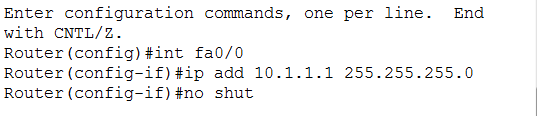 Enter configuration commands, one per line.  End
with CNTL/Z.
Router(config)#int fa0/0
Router(config-if)#ip add 10.1.1.1 255.255.255.0
Router(config-if)#no shut